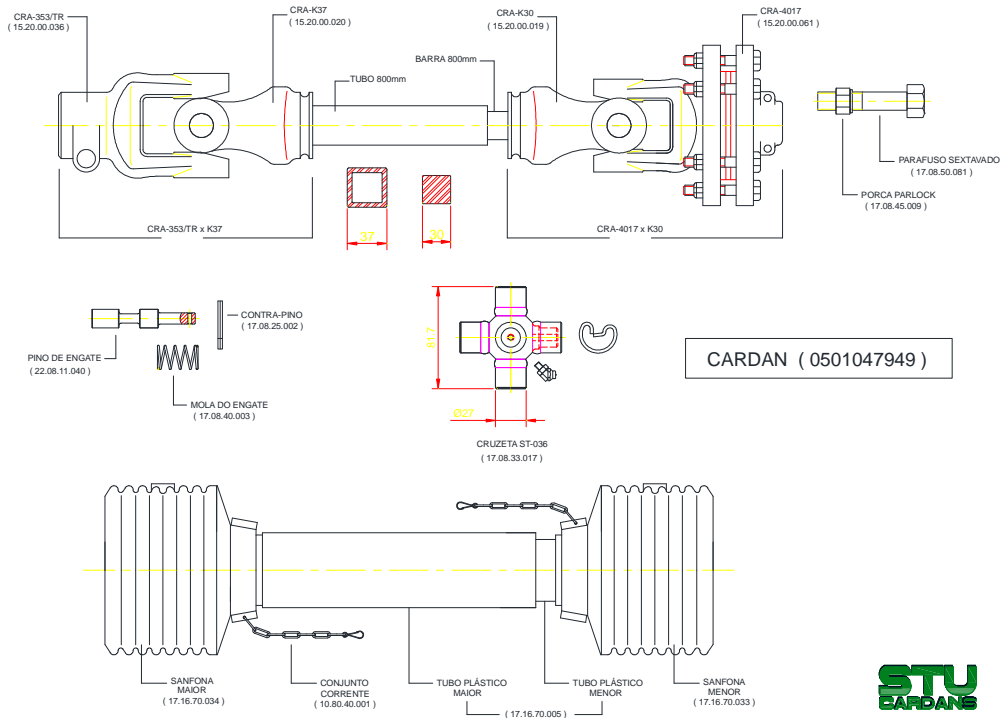 CRA-353/TR
( 15.20.00.036 )
CRA-K37
( 15.20.00.020 )
TUBO 800mm
BARRA 800mm
CRA-K30
( 15.20.00.019 )
CRA-4017
( 15.20.00.061 )
PARAFUSO SEXTAVADO
( 17.08.50.081 )
PORCA PARLOCK
( 17.08.45.009 )
CRA-353/TR x K37
37
30
CRA-4017 x K30
CONTRA-PINO
( 17.08.25.002 )
PINO DE ENGATE
( 22.08.11.040 )
MOLA DO ENGATE
( 17.08.40.003 )
81.7
Ø27
CRUZETA ST-036
( 17.08.33.017 )
CARDAN ( 0501047949 )
SANFONA
MAIOR
( 17.16.70.034 )
CONJUNTO
CORRENTE
( 10.80.40.001 )
TUBO PLÁSTICO
MAIOR
TUBO PLÁSTICO
MENOR
( 17.16.70.005 )
SANFONA
MENOR
( 17.16.70.033 )
STU
CARDANS